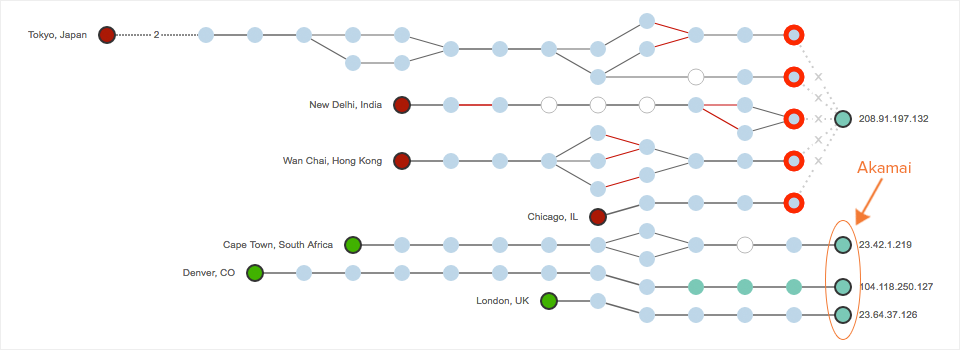 Tokyo, Japan
2
New Delhi, India
208.91.197.132
Wan Chai, Hong Kong
Akamai
Chicago, IL
Cape Town, South Africa
23.42.1.219
Denver, CO
104.118.250.127
London, UK
23.64.37.126